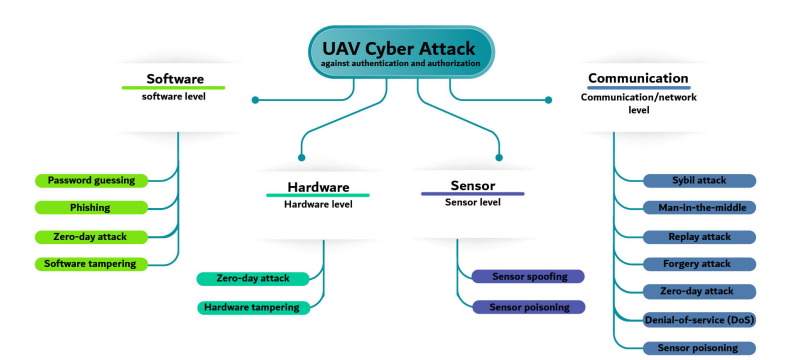 UAV Cyber Attack
against authentication and authorization
Software
software level
Password guessing
Phishing
Zero-day attack
Software tampering
Hardware
Hardware level
Zero-day attack
Hardware tampering
Sensor
Sensor level
Sensor spoofing
Sensor poisoning
Communication
Communication/network
level
Sybil attack
Man-in-the-middle
Replay attack
Forgery attack
Zero-day attack
Denial-of-service (DoS)
Sensor poisoning